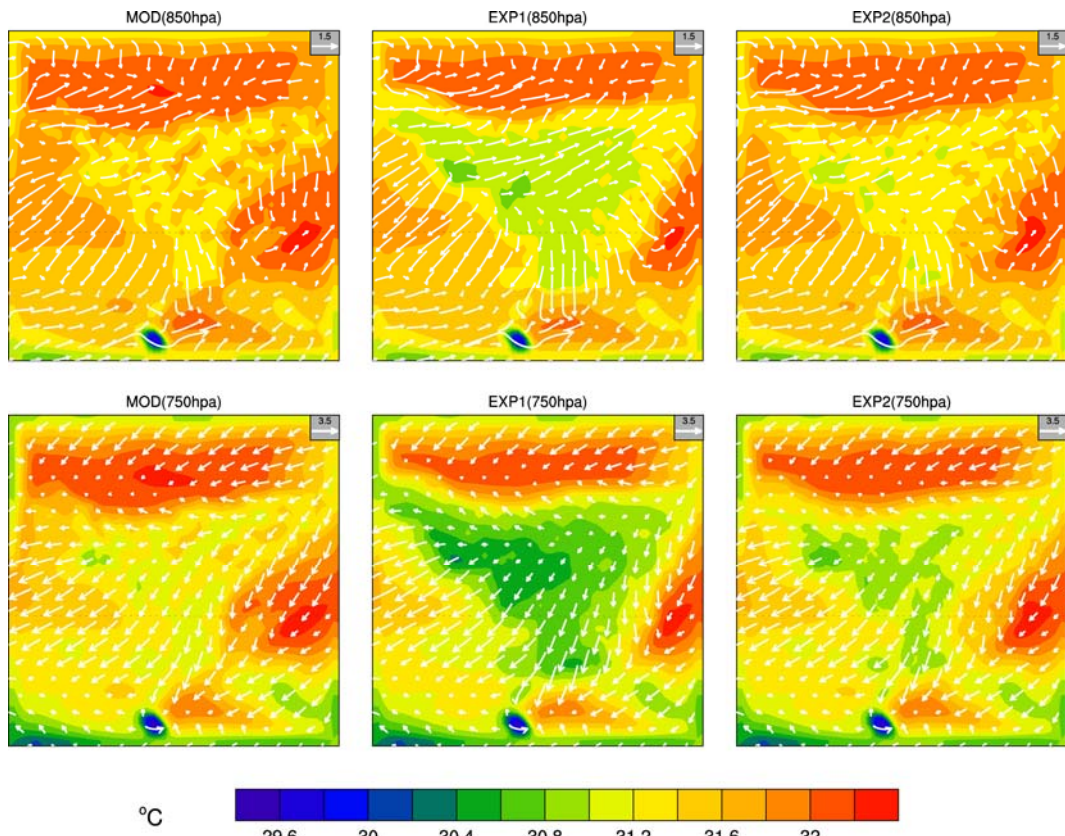 MOD(850hpa) EXP1(850hpa) EXP2(850hpa)
1.5 1.5 1.5
MOD(750hpa) EXP1(750hpa) EXP2(750hpa)
3.5 3.5 3.5
°C
29.6 30 30.4 30.8 31.2 31.6 32